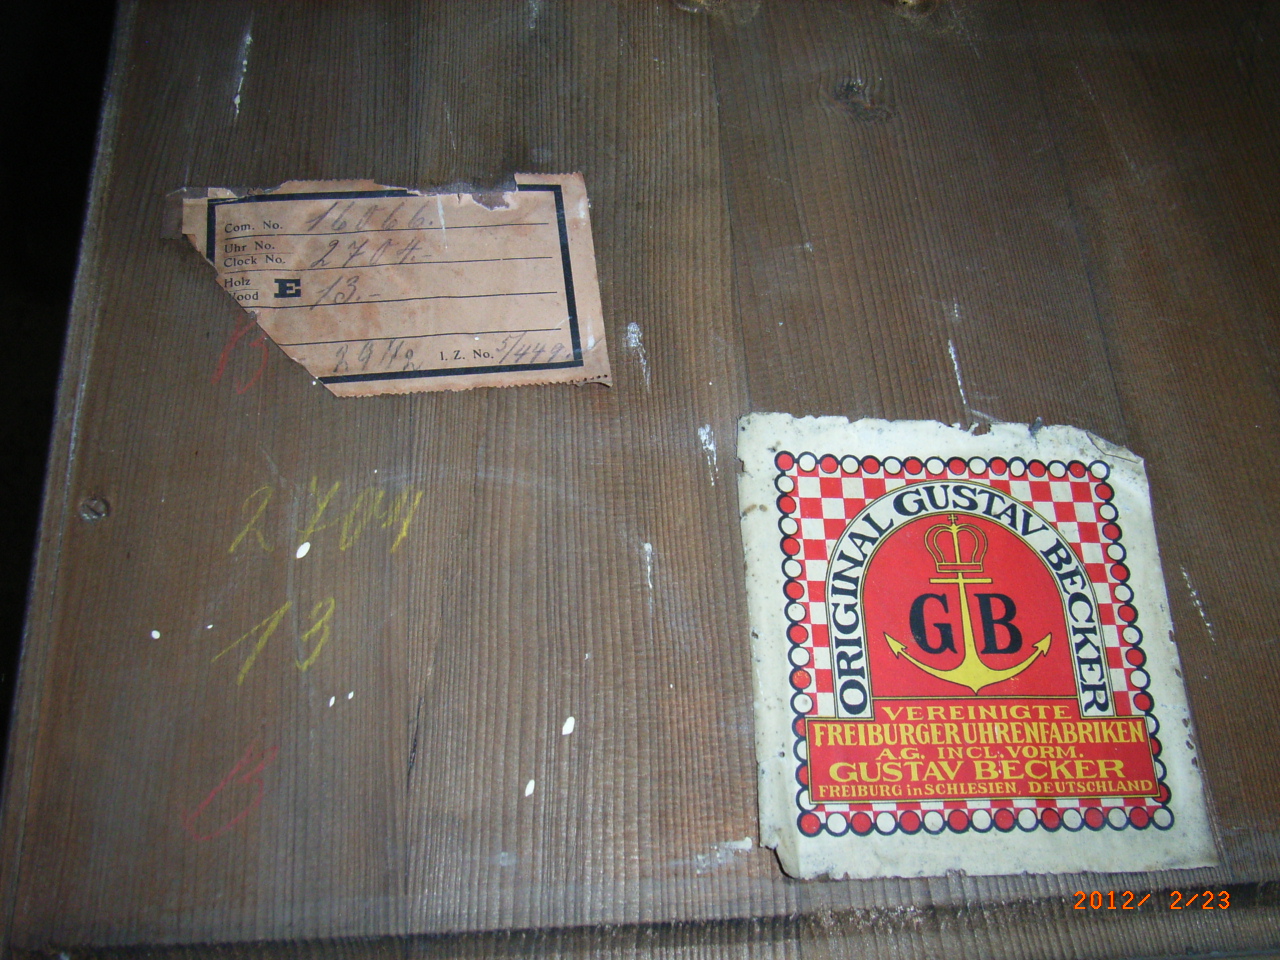 Com. No. 16066.
Uhr No.
Clock No. 2704.-
Holz
Wood E 13.-
I. Z. No. 5/449.
2704
13
B
ORIGINAL GUSTAV BECKER
G B
VEREINIGTE
FREIBURGER UHRENFABRIKEN
A.G. INCL. VORM.
GUSTAV BECKER
FREIBURG in SCHLESIEN, DEUTSCHLAND
2012/ 2/23